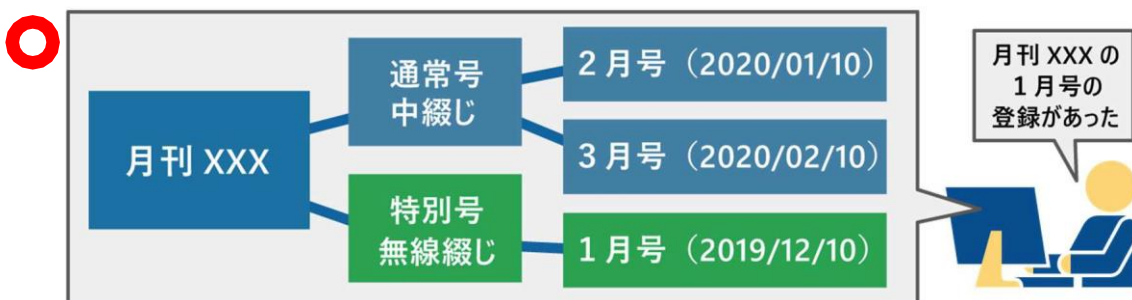 月刊 XXX
通常号
中綴じ
2月号（2020/01/10）
3月号（2020/02/10）
特別号
無線綴じ
1月号（2019/12/10）
月刊 XXX の
1月号の
登録があった